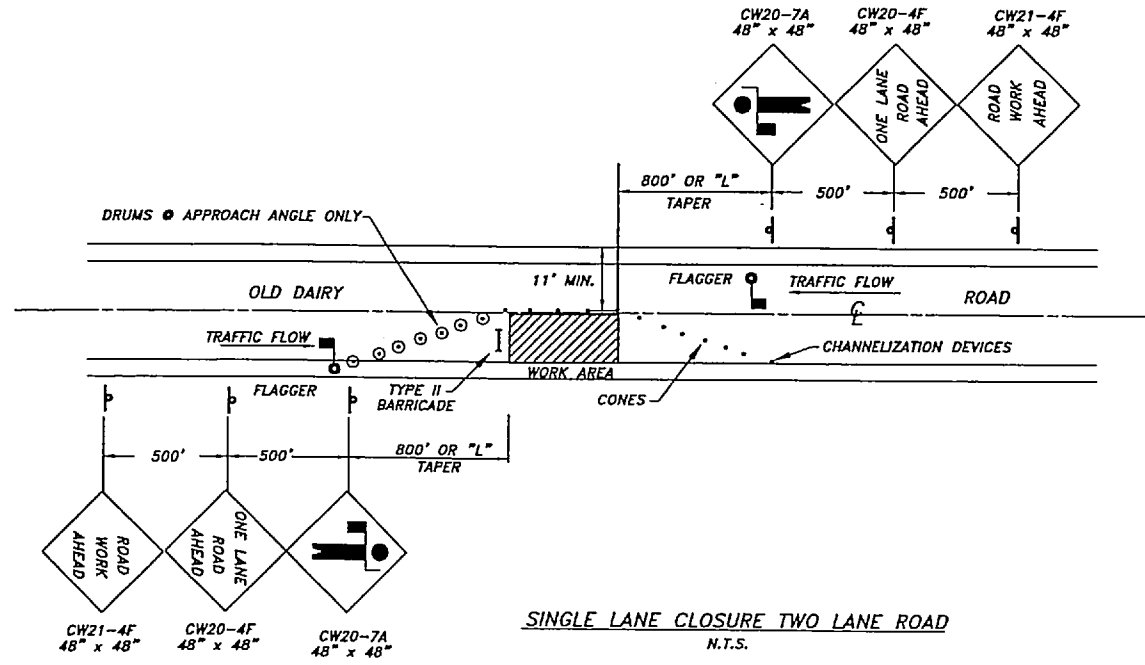 CW20-7A
48" x 48"
CW20-4F
48" x 48"
CW21-4F
48" x 48"
ONE LANE
ROAD
AHEAD
ROAD
WORK
AHEAD
800' OR "L"
TAPER
500'
500'
DRUMS APPROACH ANGLE ONLY
11' MIN.
FLAGGER
TRAFFIC FLOW
OLD DAIRY
ROAD
CL
TRAFFIC FLOW
FLAGGER
TYPE II
BARRICADE
WORK AREA
CONES
CHANNELIZATION DEVICES
500'
500'
800' OR "L"
TAPER
ROAD
WORK
AHEAD
ONE LANE
ROAD
AHEAD
CW21-4F
48" x 48"
CW20-4F
48" x 48"
CW20-7A
48" x 48"
SINGLE LANE CLOSURE TWO LANE ROAD
N.T.S.